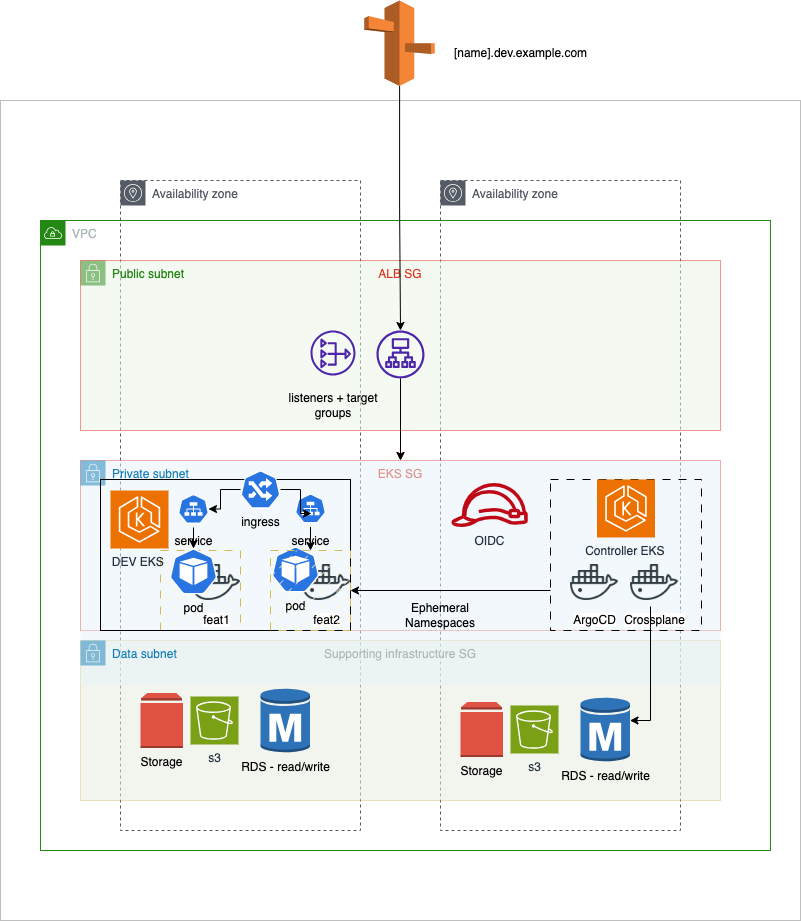 [name].dev.example.com
Availability zone
Availability zone
VPC
Public subnet
ALB SG
listeners + target
groups
Private subnet
EKS SG
K
DEV EKS
service
ingress
service
pod
feat1
pod
feat2
OIDC
K
Controller EKS
ArgoCD
Crossplane
Ephemeral
Namespaces
Data subnet
Supporting infrastructure SG
Storage
s3
M
RDS - read/write
Storage
s3
M
RDS - read/write